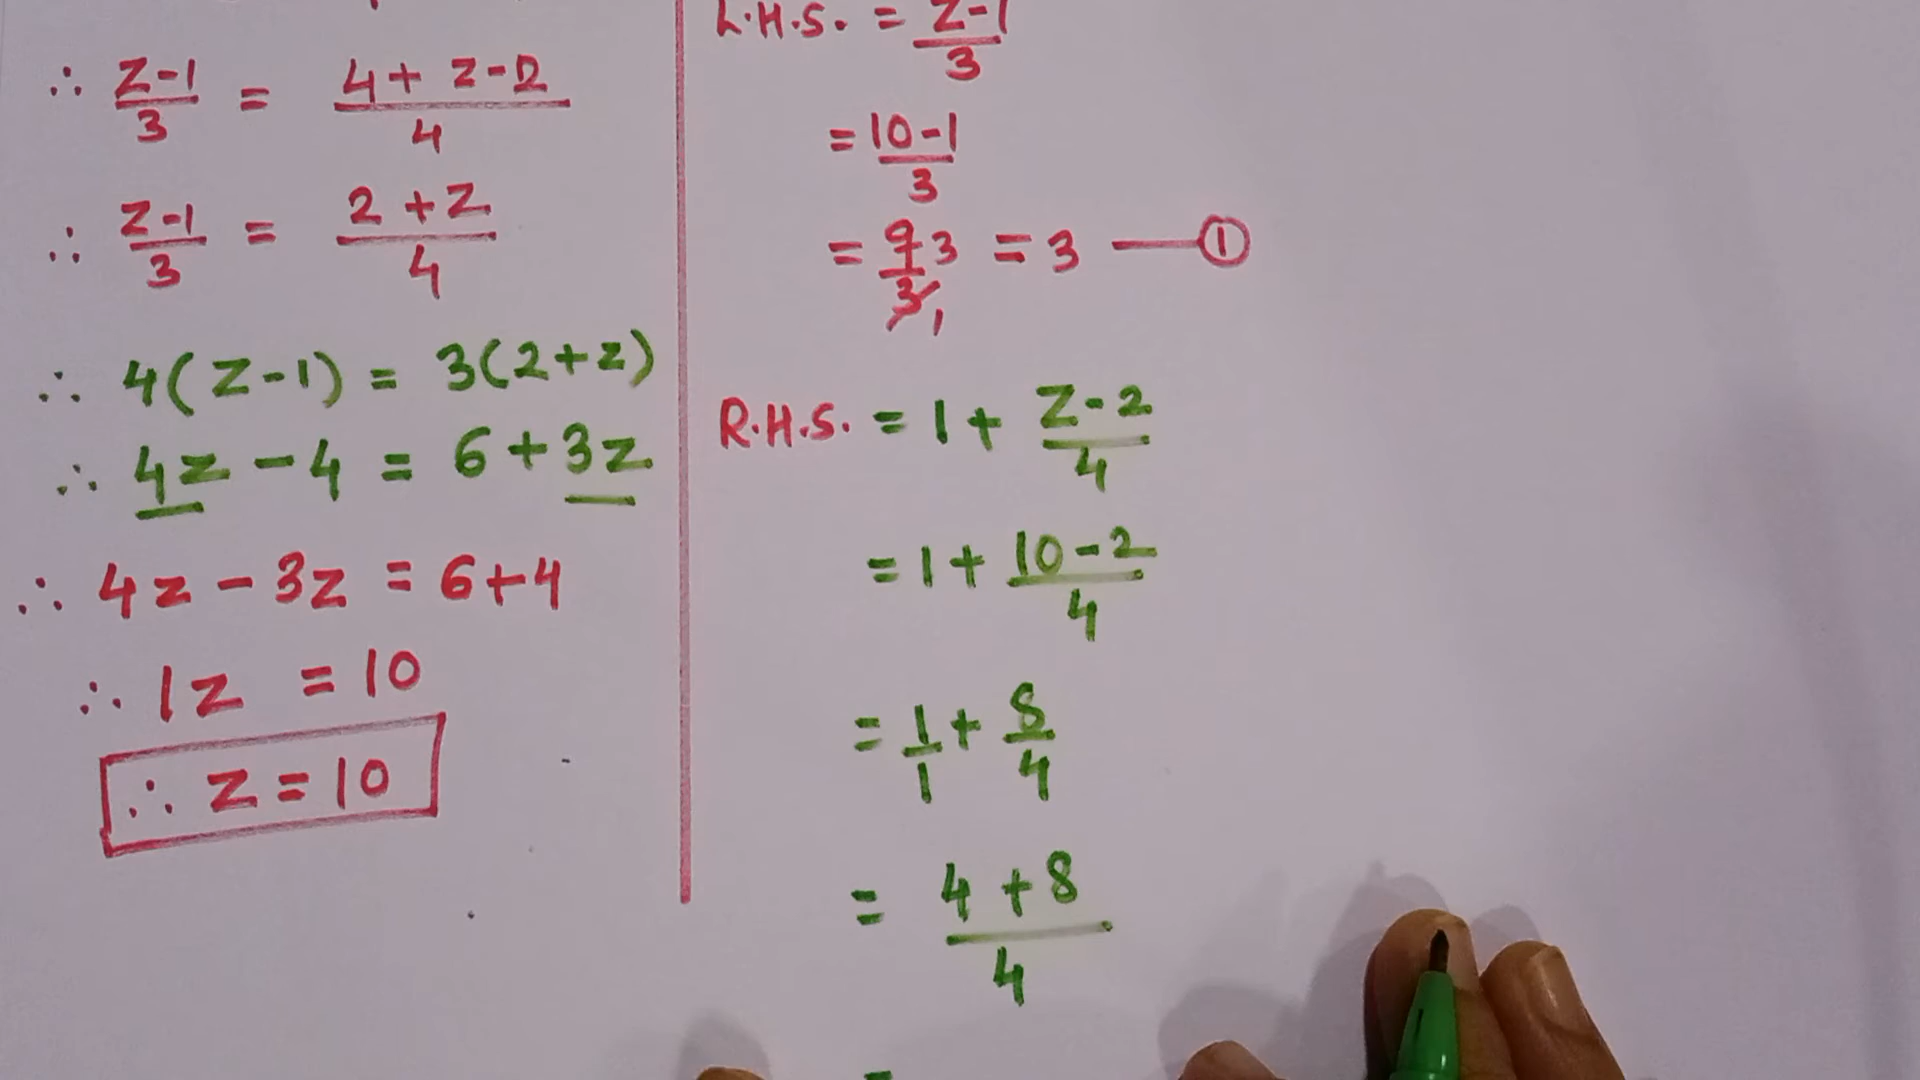 ∴ z-1/3 = 4+ z-2/4
∴ z-1/3 = 2+z/4
∴ 4(z-1) = 3(2+z)
∴ 4z - 4 = 6+3z
∴ 4z - 3z = 6+4
∴ 1z = 10
∴ z = 10
L.H.S. = z-1/3
= 10-1/3
= 9/3 3 1 = 3 — ①
R.H.S. = 1 + z-2/4
= 1 + 10-2/4
= 1/1 + 8/4
= 4+8/4
=